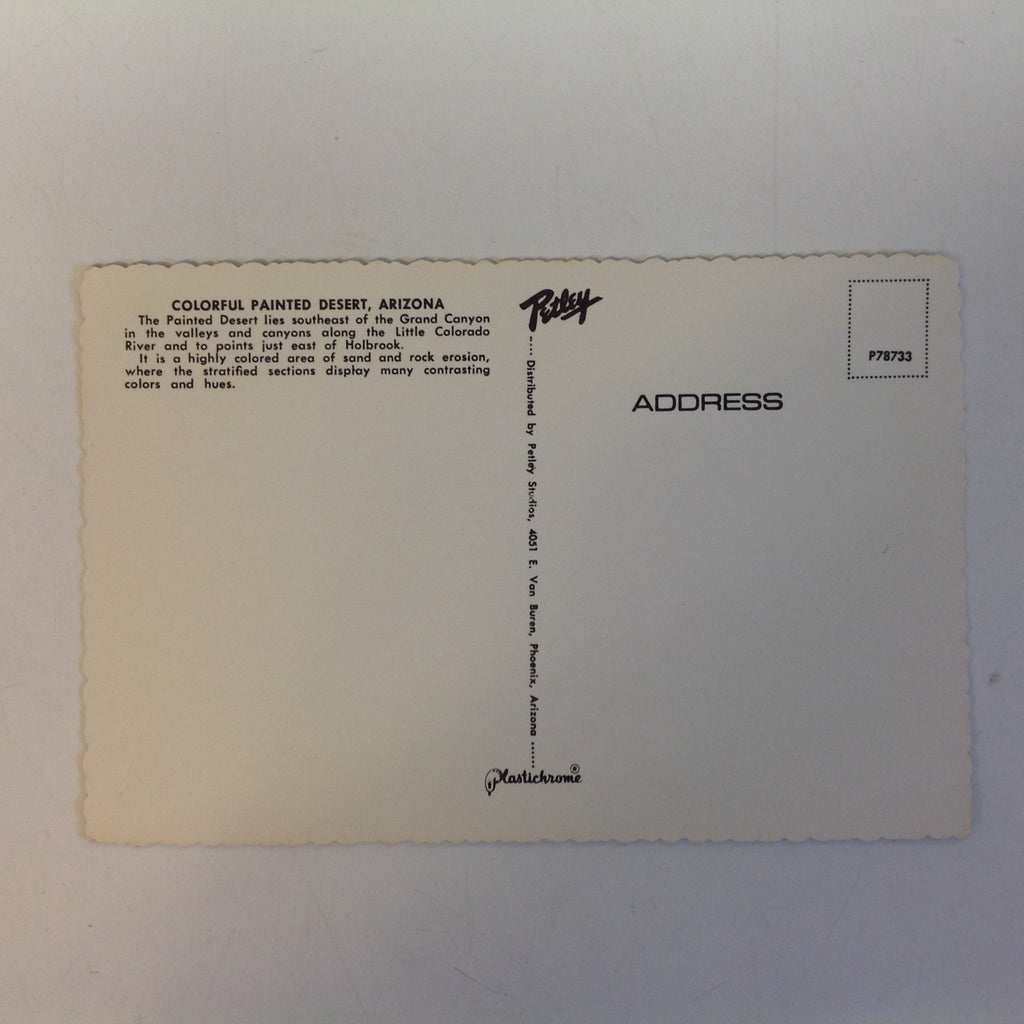 COLORFUL PAINTED DESERT, ARIZONA
The Painted Desert lies southeast of the Grand Canyon
in the valleys and canyons along the Little Colorado
River and to points just east of Holbrook.
It is a highly colored area of sand and rock erosion,
where the stratified sections display many contrasting
colors and hues.
Petley
..... Distributed by Petley Studios, 4051 E. Van Buren, Phoenix, Arizona ......
Plastichrome®
P78733
ADDRESS